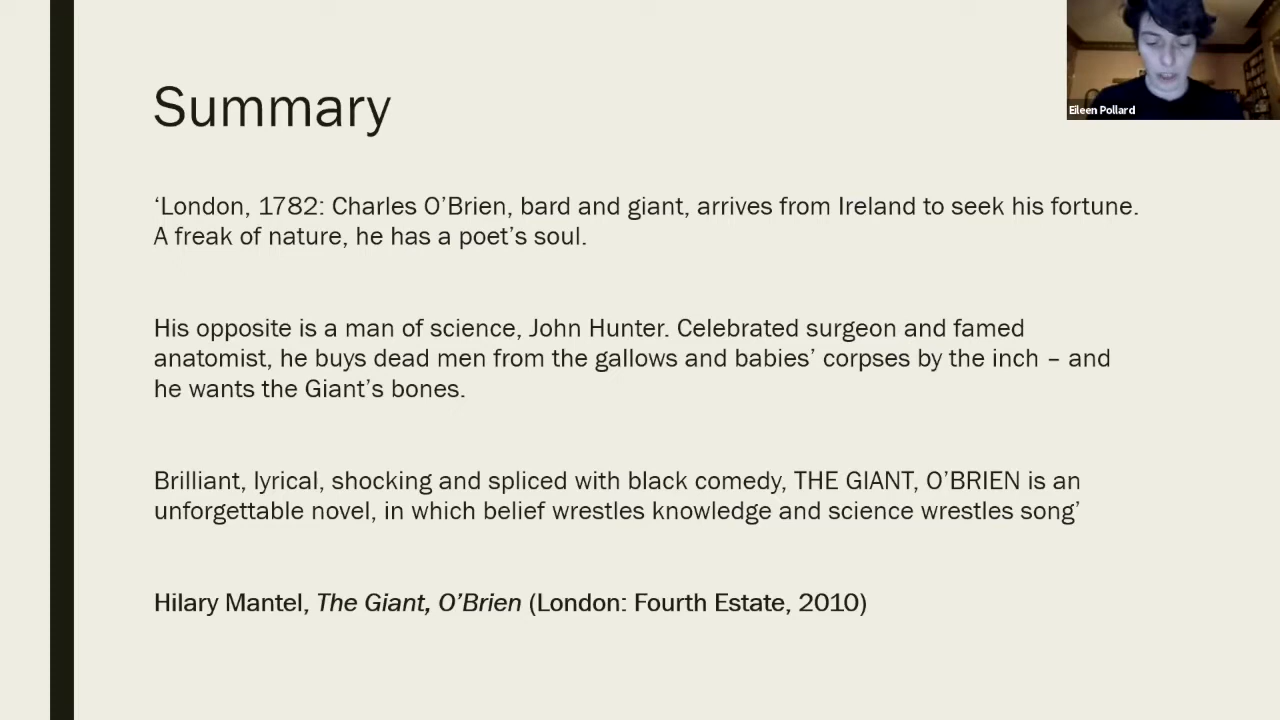 Summary
Eileen Pollard
‘London, 1782: Charles O’Brien, bard and giant, arrives from Ireland to seek his fortune.
A freak of nature, he has a poet’s soul.
His opposite is a man of science, John Hunter. Celebrated surgeon and famed
anatomist, he buys dead men from the gallows and babies’ corpses by the inch – and
he wants the Giant’s bones.
Brilliant, lyrical, shocking and spliced with black comedy, THE GIANT, O’BRIEN is an
unforgettable novel, in which belief wrestles knowledge and science wrestles song’
Hilary Mantel, The Giant, O’Brien (London: Fourth Estate, 2010)